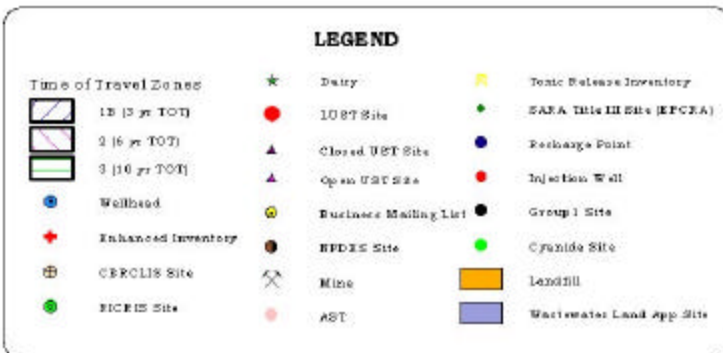 LEGEND
Time of Travel Zones
1B (3 yr TOT)
2 (6 yr TOT)
3 (10 yr TOT)
Wellhead
Enhanced Inventory
CERCLIS Site
RICRIS Site
Dairy
LUST Site
Closed UST Site
Open UST Site
Business Mailing List
NPDES Site
Mine
AST
Toxic Release Inventory
SARA Title III Site (EPCRA)
Recharge Point
Injection Well
Group 1 Site
Cyanide Site
Landfill
Wastewater Land App. Site